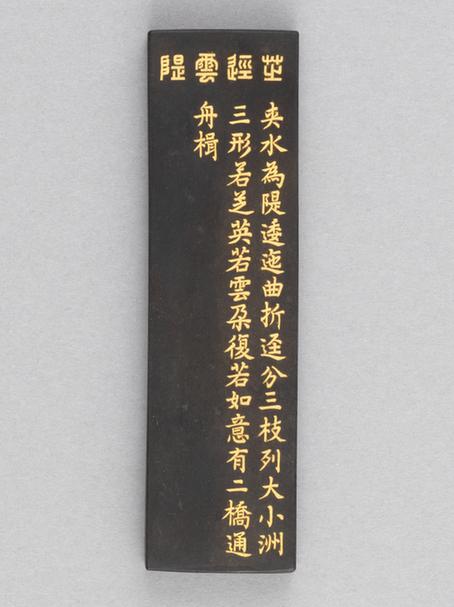 芝逕雲隄
夾水為隄逶迤曲折逕分三枝列大小洲
三形若芝英若雲朶復若如意有二橋通
舟楫